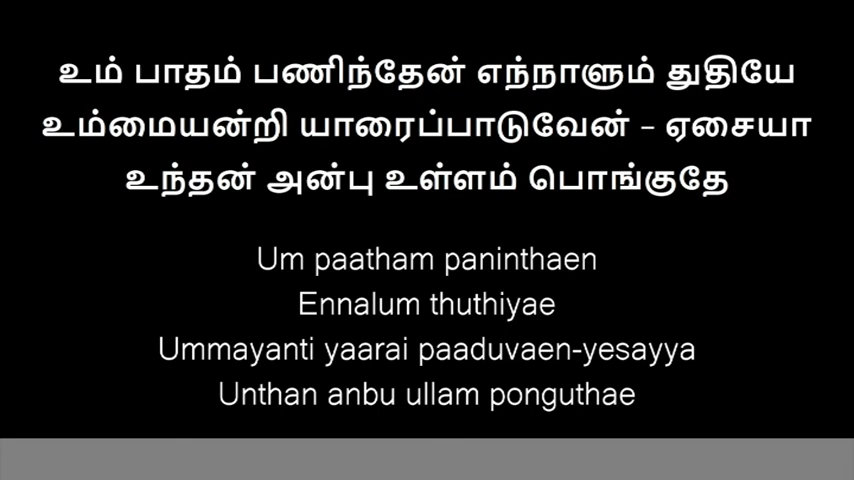 உம் பாதம் பணிந்தேன் எந்நாளும் துதியே
உம்மையன்றி யாரைப்பாடுவேன் - ஏசையா
உந்தன் அன்பு உள்ளம் பொங்குதே
Um paatham paninthaen
Ennalum thuthiyae
Ummayanti yaarai paaduvaen-yesayya
Unthan anbu ullam ponguthae